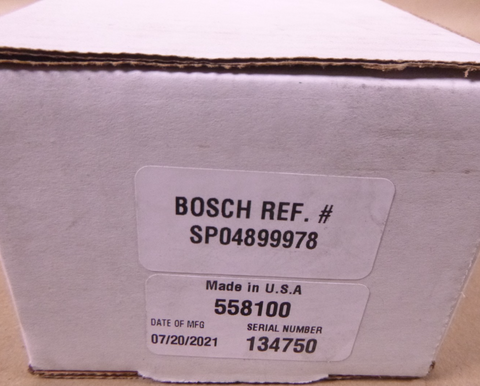 BOSCH REF. #
SP04899978
Made in U.S.A
558100
DATE OF MFG SERIAL NUMBER
07/20/2021 134750